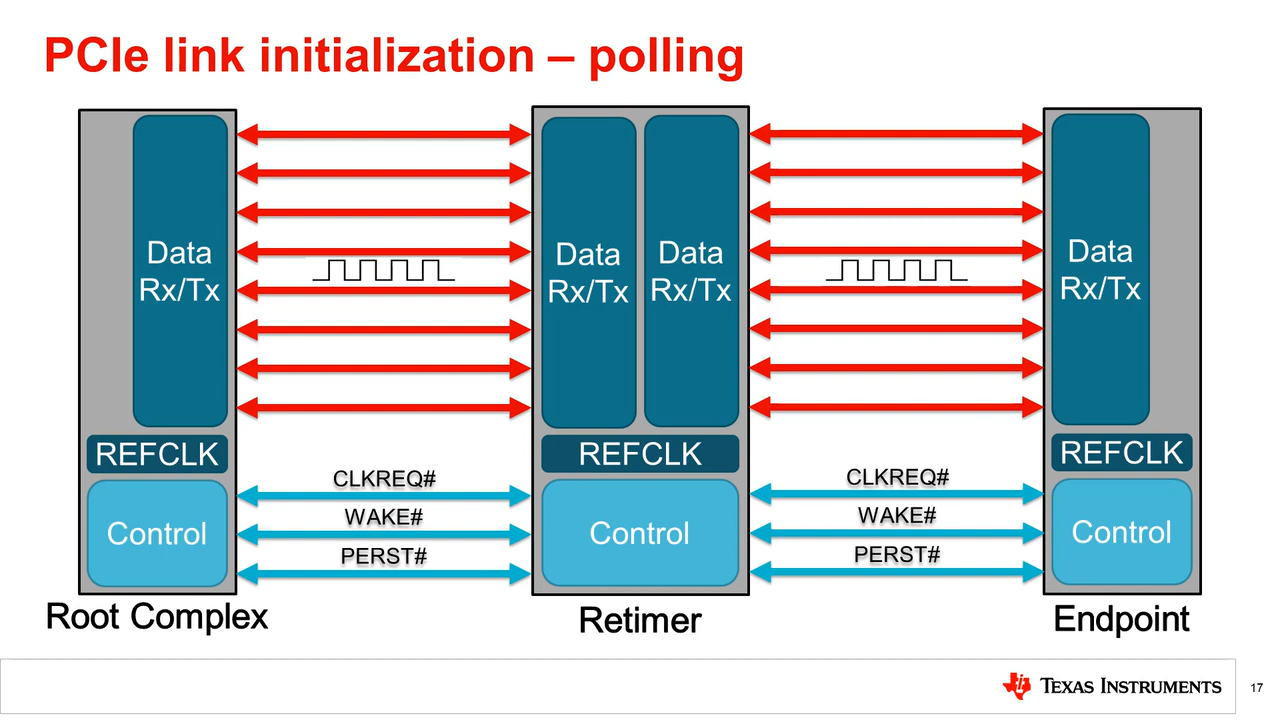 PCIe link initialization – polling
Data
Rx/Tx
Data
Rx/Tx
Data
Rx/Tx
Data
Rx/Tx
REFCLK
REFCLK
REFCLK
CLKREQ#
WAKE#
PERST#
CLKREQ#
WAKE#
PERST#
Control
Control
Control
Root Complex
Retimer
Endpoint
TEXAS INSTRUMENTS
17